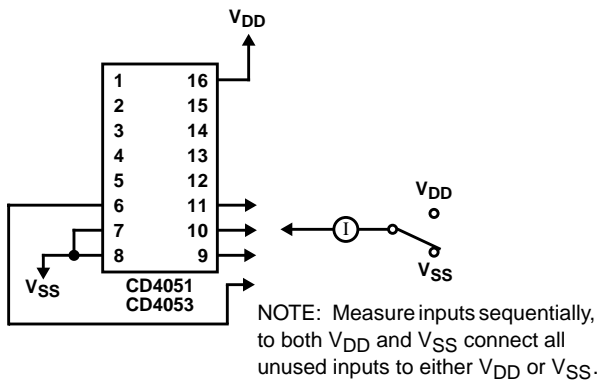 VDD
1 16
2 15
3 14
4 13
5 12
6 11
7 10
8 9
VSS
CD4051
CD4053
I
VDD
VSS
NOTE: Measure inputs sequentially,
to both VDD and VSS connect all
unused inputs to either VDD or VSS.